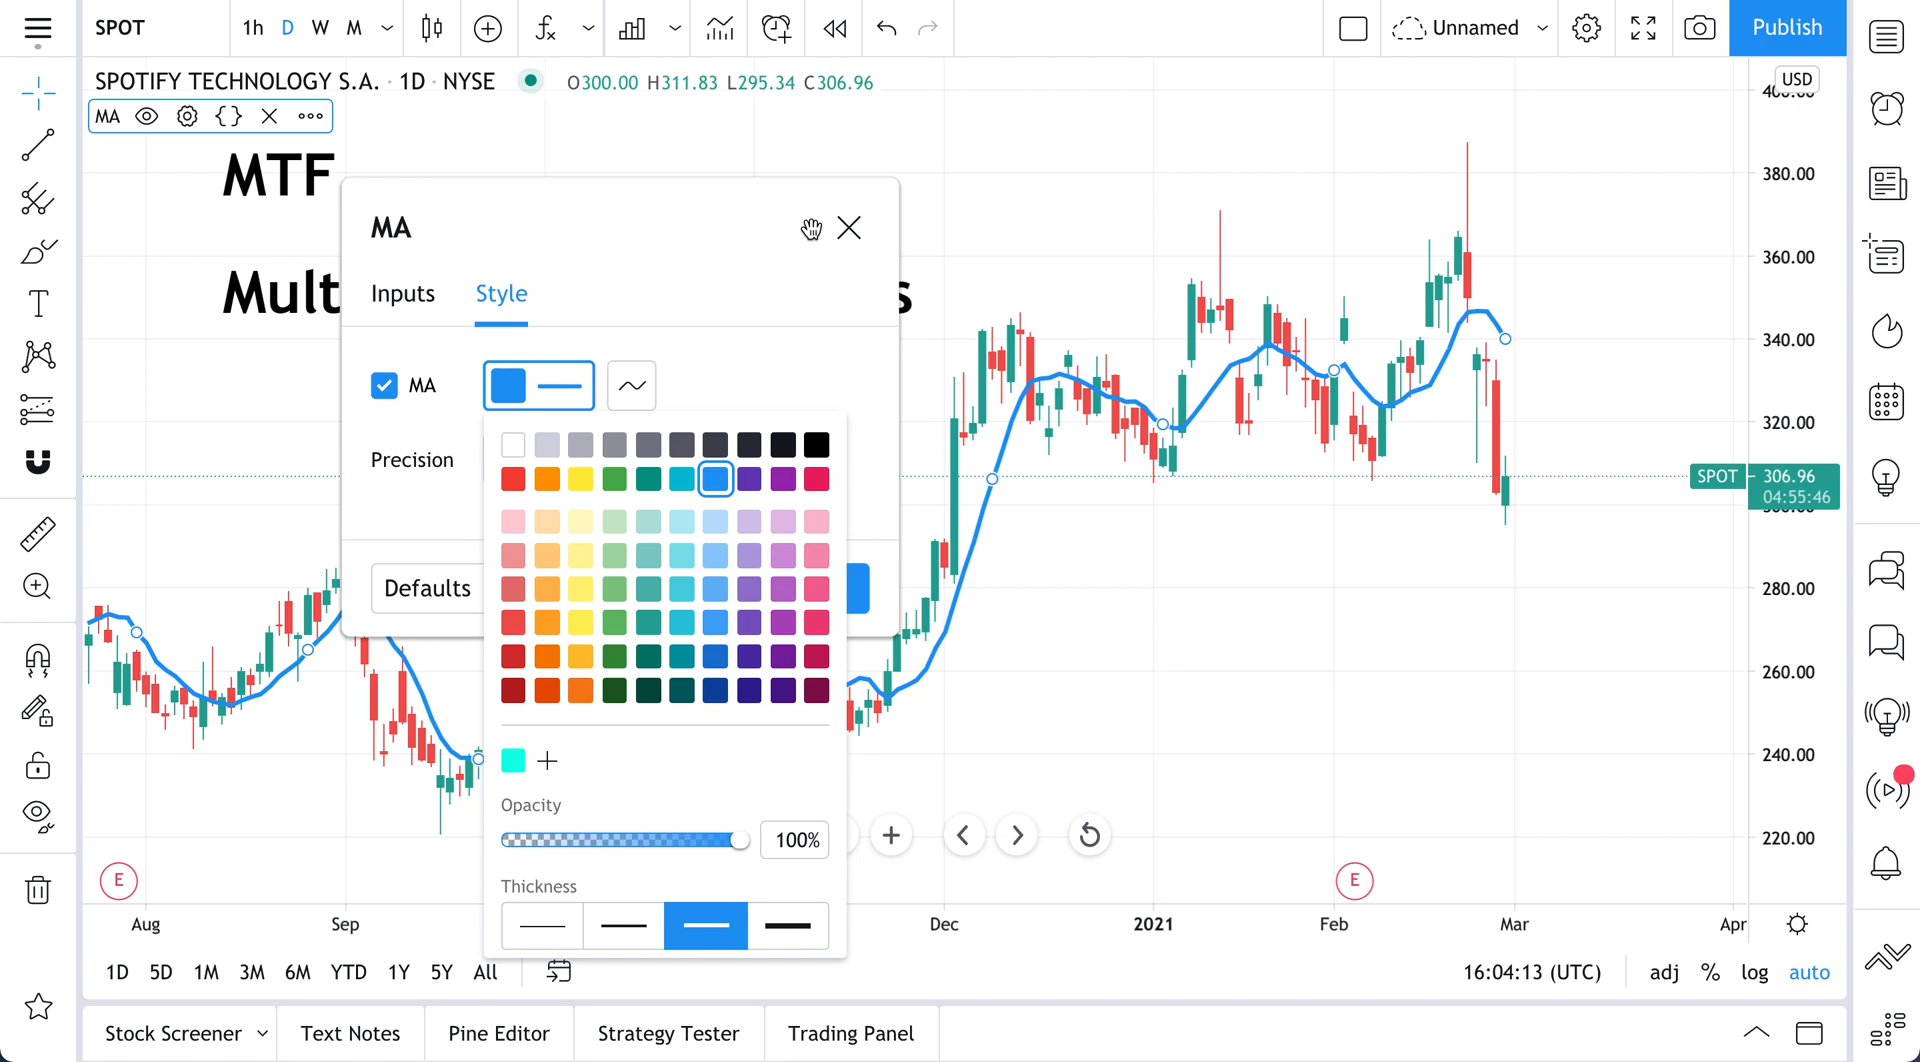 SPOT 1h D W M Unnamed Publish
SPOTIFY TECHNOLOGY S.A. · 1D · NYSE O300.00 H311.83 L295.34 C306.96
USD
MA
MTF
MA
Mult s
Inputs Style
MA
Precision
Defaults
Opacity
100%
Thickness
380.00
360.00
340.00
320.00
SPOT 306.96
04:55:46
280.00
260.00
240.00
220.00
E E
Aug Sep Dec 2021 Feb Mar Apr
1D 5D 1M 3M 6M YTD 1Y 5Y All 16:04:13 (UTC) adj % log auto
Stock Screener Text Notes Pine Editor Strategy Tester Trading Panel